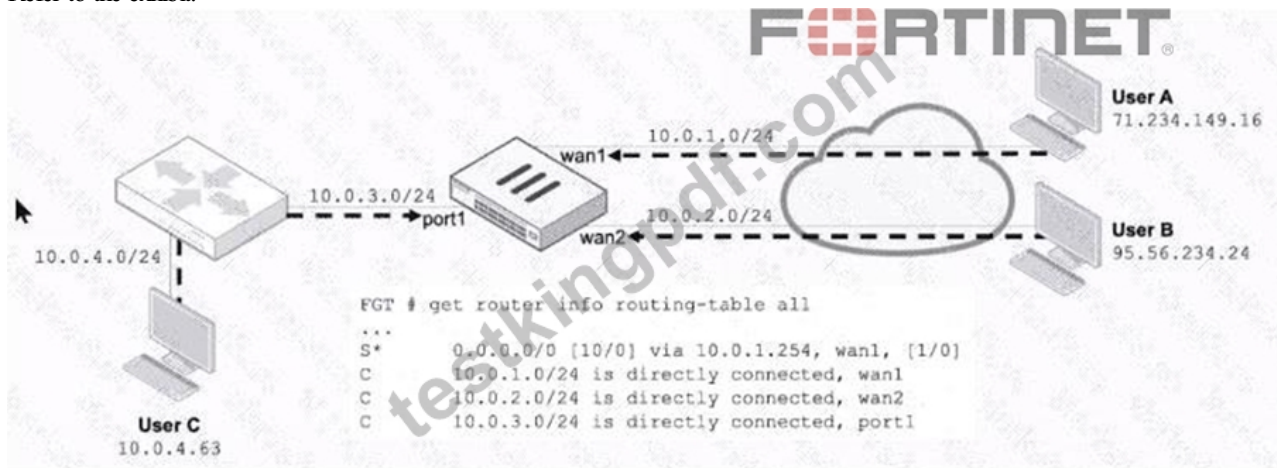 Refer to the exhibit.
FORTINET®
User A
71.234.149.16
10.0.1.0/24
wan1
10.0.3.0/24
port1
10.0.2.0/24
wan2
User B
95.56.234.24
10.0.4.0/24
FGT # get router info routing-table all
...
S* 0.0.0.0/0 [10/0] via 10.0.1.254, wan1, [1/0]
C 10.0.1.0/24 is directly connected, wan1
C 10.0.2.0/24 is directly connected, wan2
C 10.0.3.0/24 is directly connected, port1
User C
10.0.4.63
testkingpdf.com